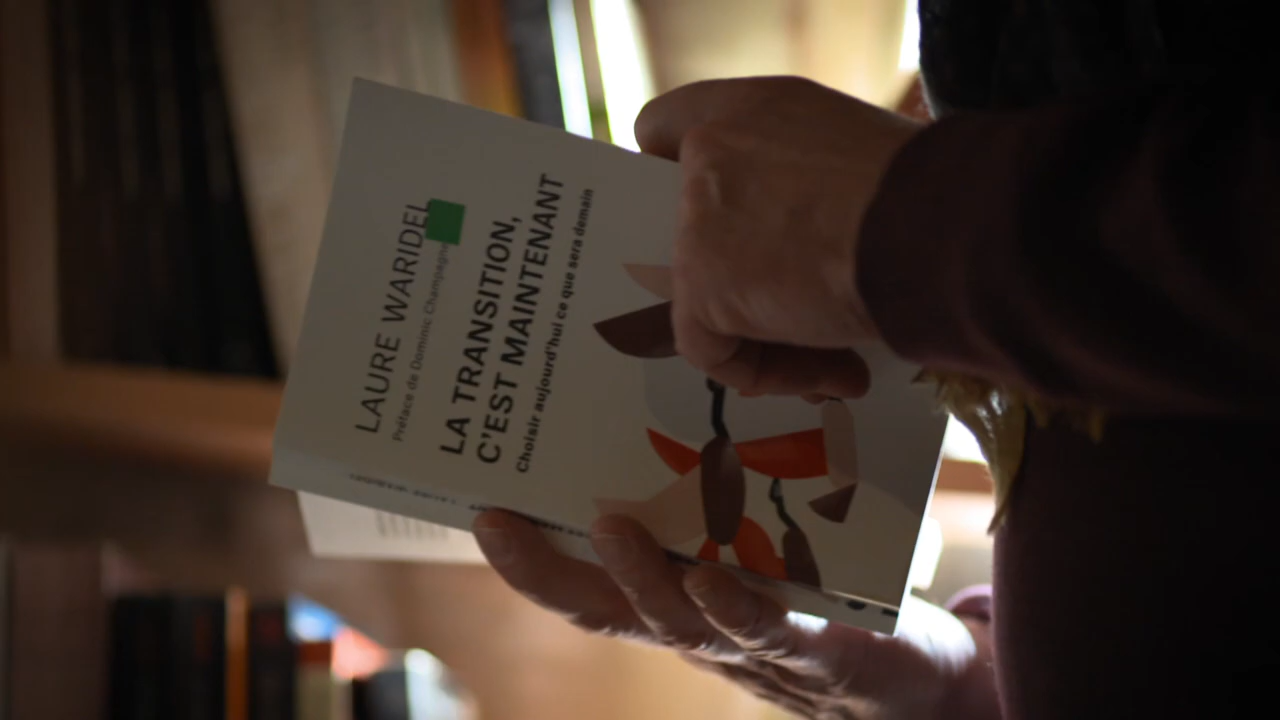 LAURE WARIDEL
Préface de Dominic Champagne
LA TRANSITION,
C'EST MAINTENANT
Choisir aujourd'hui ce que sera demain